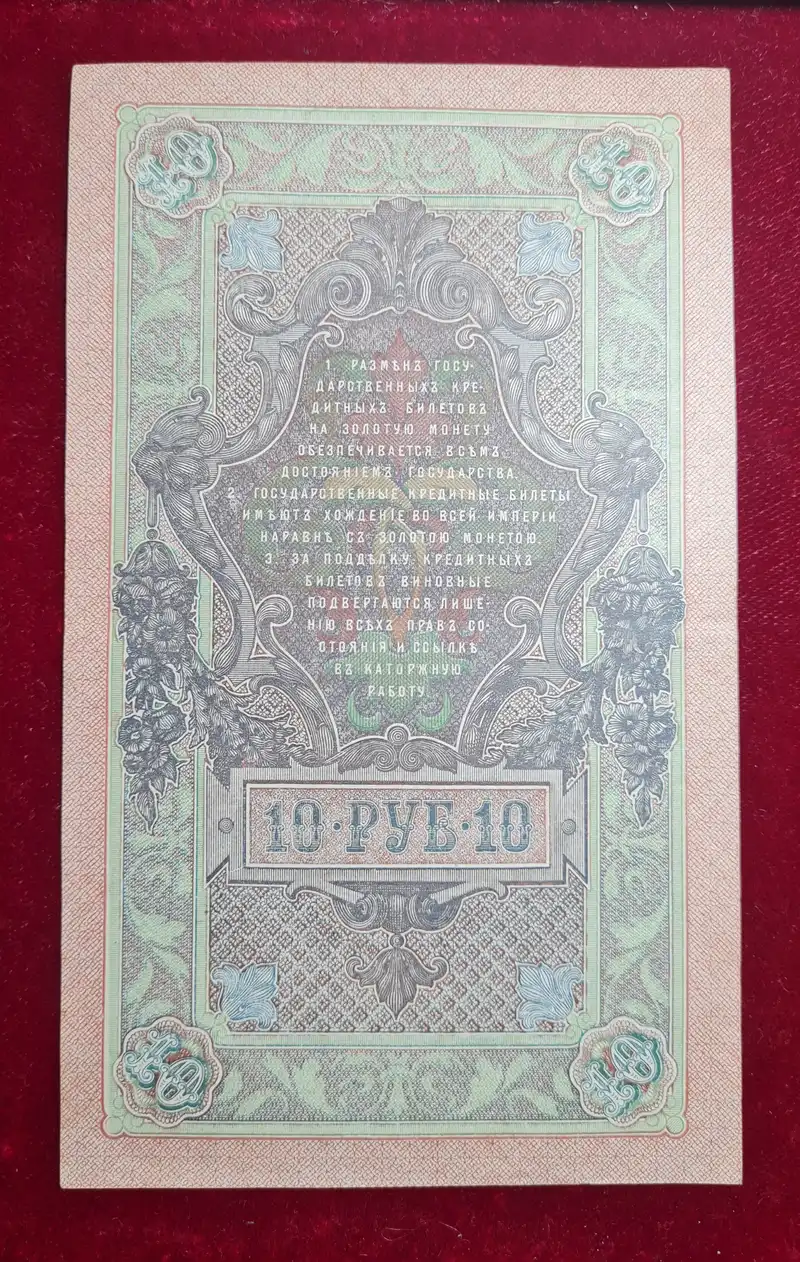 10 10
1. РАЗМѢНЪ ГОСУ-
ДАРСТВЕННЫХЪ КРЕ-
ДИТНЫХЪ БИЛЕТОВЪ
НА ЗОЛОТУЮ МОНЕТУ
ОБЕЗПЕЧИВАЕТСЯ ВСѢМЪ
ДОСТОЯНІЕМЪ ГОСУДАРСТВА.
2. ГОСУДАРСТВЕННЫЕ КРЕДИТНЫЕ БИЛЕТЫ
ИМѢЮТЪ ХОЖДЕНІЕ ВО ВСЕЙ ИМПЕРІИ
НАРАВНѢ СЪ ЗОЛОТОЮ МОНЕТОЮ.
3. ЗА ПОДДѢЛКУ КРЕДИТНЫХЪ
БИЛЕТОВЪ ВИНОВНЫЕ
ПОДВЕРГАЮТСЯ ЛИШЕ-
НІЮ ВСѢХЪ ПРАВЪ СО-
СТОЯНІЯ И ССЫЛКѢ
ВЪ КАТОРЖНУЮ
РАБОТУ
10·РУБ·10
10 10